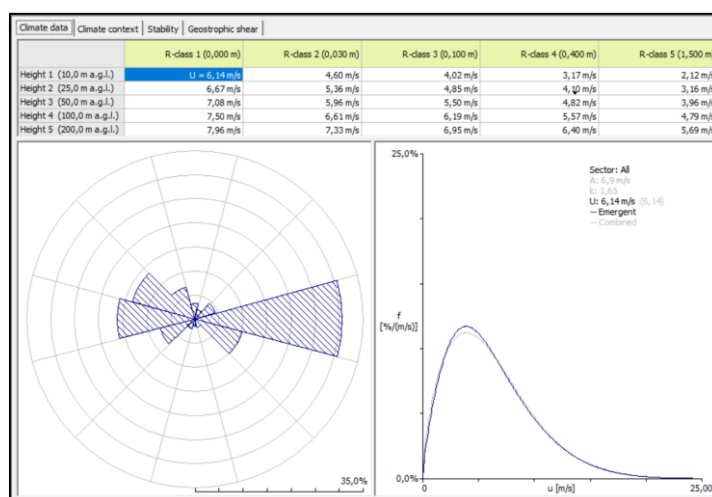 Climate data Climate context Stability Geostrophic shear
R-class 1 (0,000 m) R-class 2 (0,030 m) R-class 3 (0,100 m) R-class 4 (0,400 m) R-class 5 (1,500 m)
Height 1 (10,0 m a.g.l.) U = 6,14 m/s 4,60 m/s 4,02 m/s 3,17 m/s 2,12 m/s
Height 2 (25,0 m a.g.l.) 6,67 m/s 5,36 m/s 4,85 m/s 4,10 m/s 3,16 m/s
Height 3 (50,0 m a.g.l.) 7,08 m/s 5,96 m/s 5,50 m/s 4,82 m/s 3,96 m/s
Height 4 (100,0 m a.g.l.) 7,50 m/s 6,61 m/s 6,19 m/s 5,57 m/s 4,79 m/s
Height 5 (200,0 m a.g.l.) 7,96 m/s 7,33 m/s 6,95 m/s 6,40 m/s 5,69 m/s
35,0%
25,0%
Sector: All
A: 6,9 m/s
k: 1,65
U: 6,14 m/s (6,14)
Emergent
Combined
f
[%/(m/s)]
0,0%
0 u [m/s] 25,00